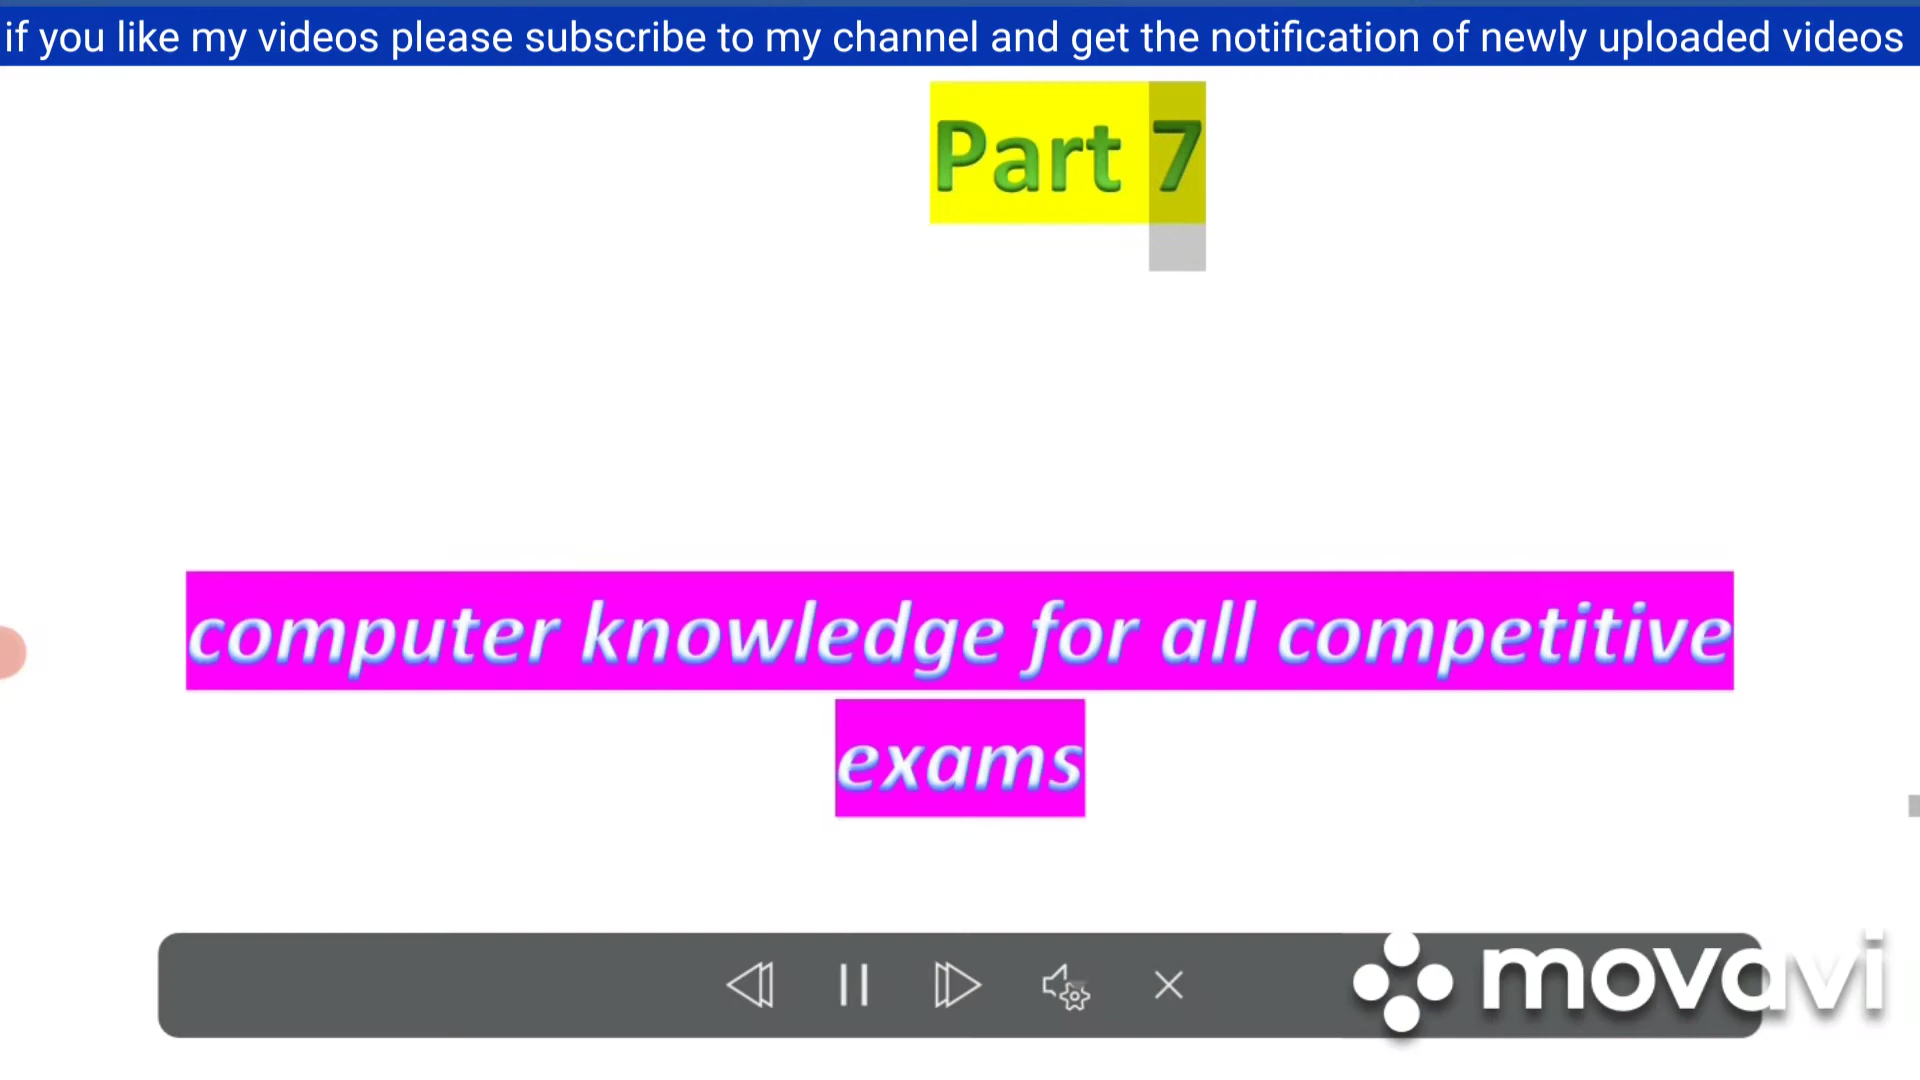 if you like my videos please subscribe to my channel and get the notification of newly uploaded videos
Part 7
computer knowledge for all competitive
exams
movavi